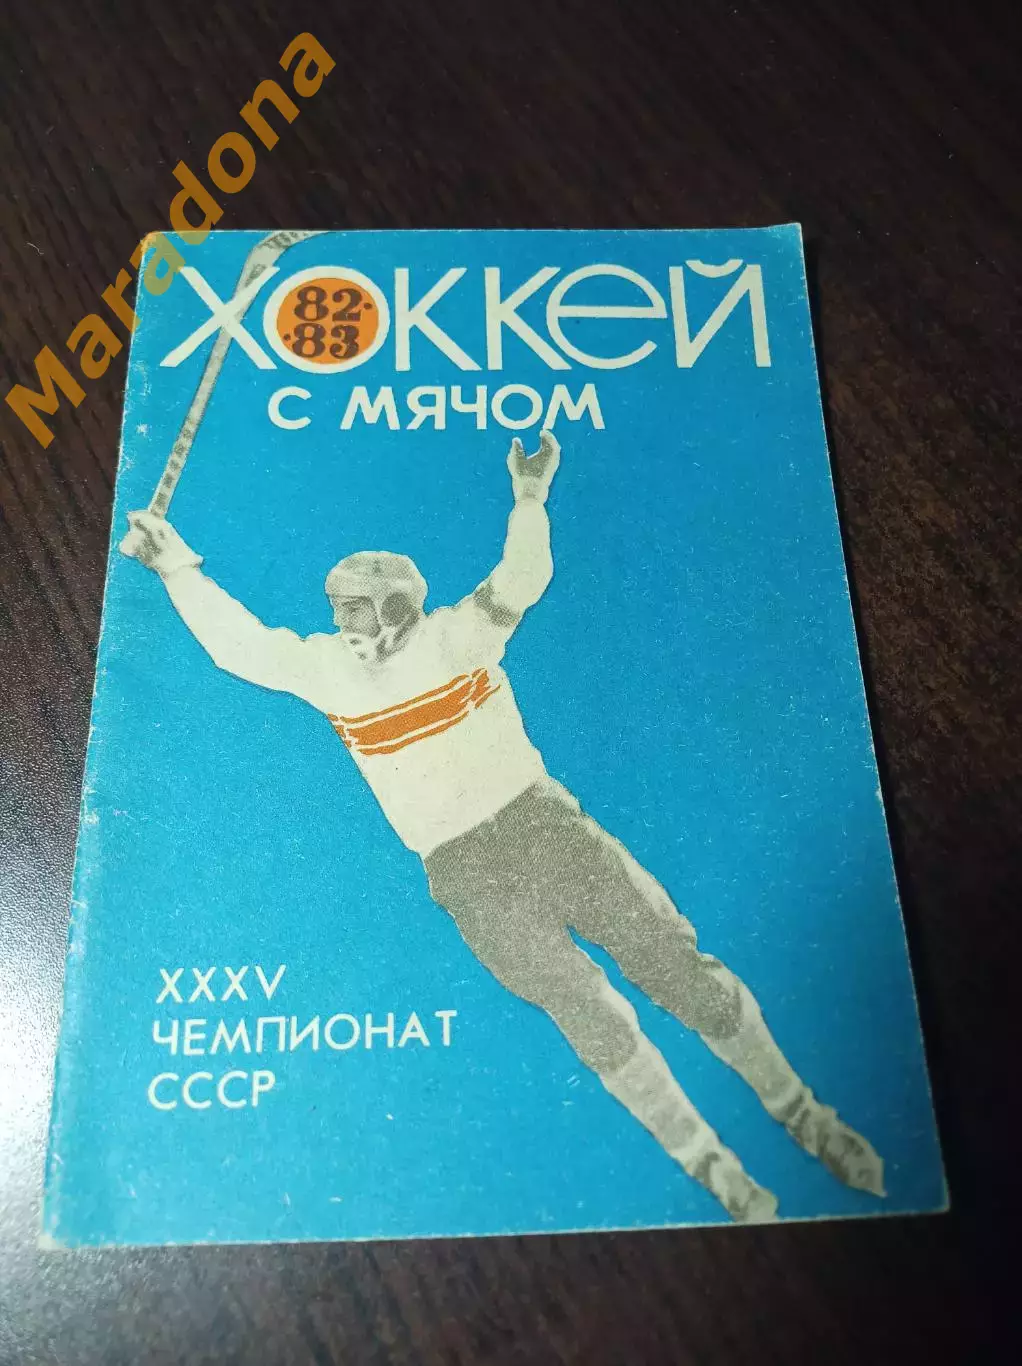 Maradona
ХОККЕЙ
82·
·83
С МЯЧОМ
XXXV
ЧЕМПИОНАТ
СССР